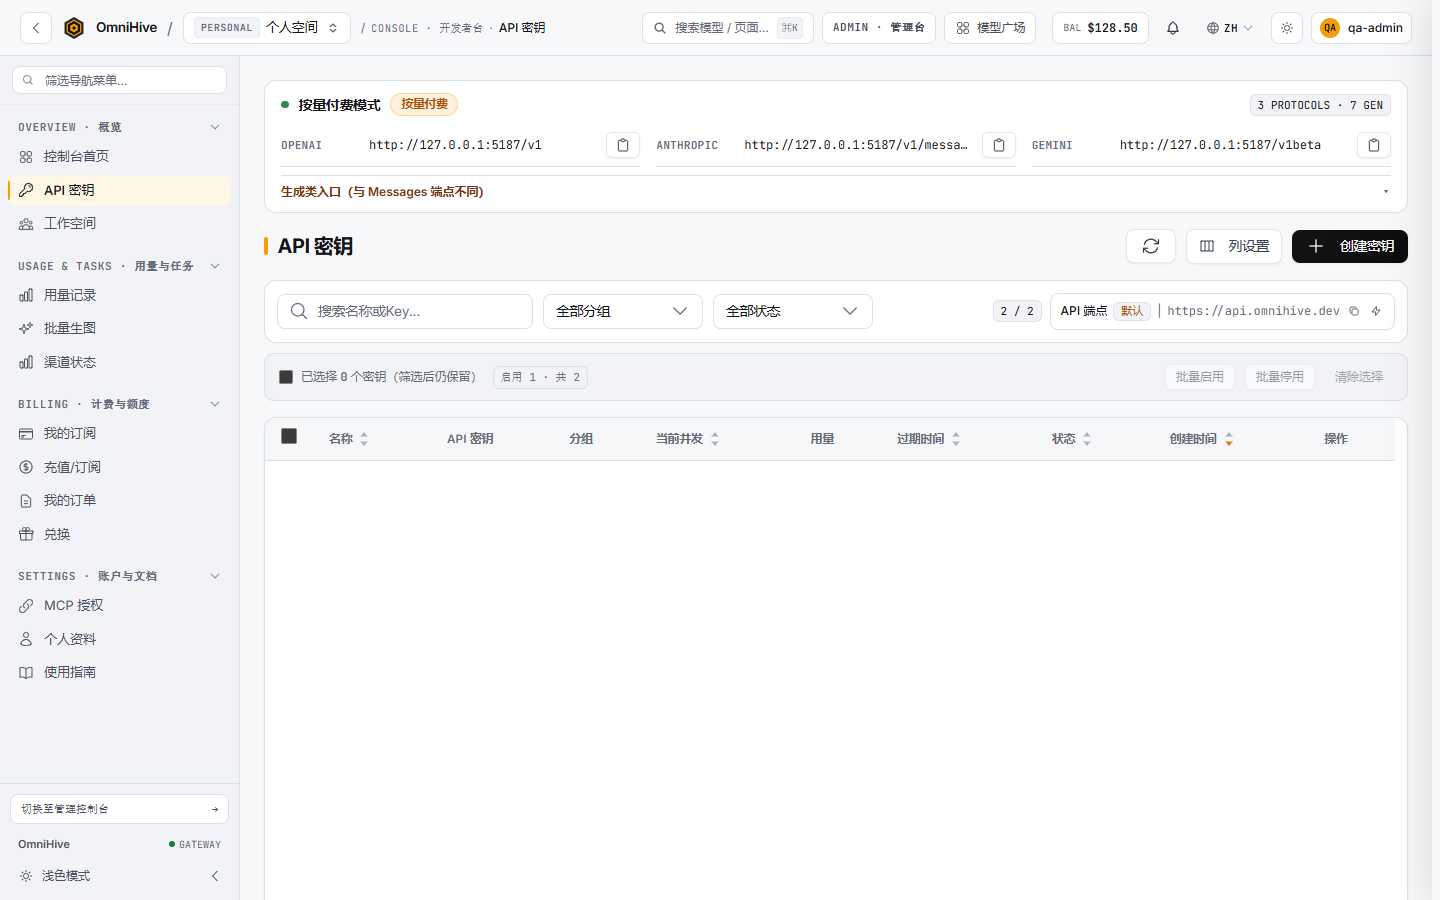 OmniHive / PERSONAL 个人空间 / CONSOLE · 开发者台 · API 密钥 搜索模型 / 页面... ⌘K ADMIN · 管理台 模型广场 BAL $128.50 ZH QA qa-admin
筛选导航菜单...
OVERVIEW · 概览
控制台首页
API 密钥
工作空间
USAGE & TASKS · 用量与任务
用量记录
批量生图
渠道状态
BILLING · 计费与额度
我的订阅
充值/订阅
我的订单
兑换
SETTINGS · 账户与文档
MCP 授权
个人资料
使用指南
切换至管理控制台 →
OmniHive GATEWAY
浅色模式
按量付费模式 按量付费 3 PROTOCOLS · 7 GEN
OPENAI http://127.0.0.1:5187/v1 ANTHROPIC http://127.0.0.1:5187/v1/messa… GEMINI http://127.0.0.1:5187/v1beta
生成类入口（与 Messages 端点不同）
API 密钥 列设置 创建密钥
搜索名称或Key... 全部分组 全部状态 2 / 2 API 端点 默认 | https://api.omnihive.dev
已选择 0 个密钥（筛选后仍保留） 启用 1 · 共 2 批量启用 批量停用 清除选择
名称 API 密钥 分组 当前并发 用量 过期时间 状态 创建时间 操作